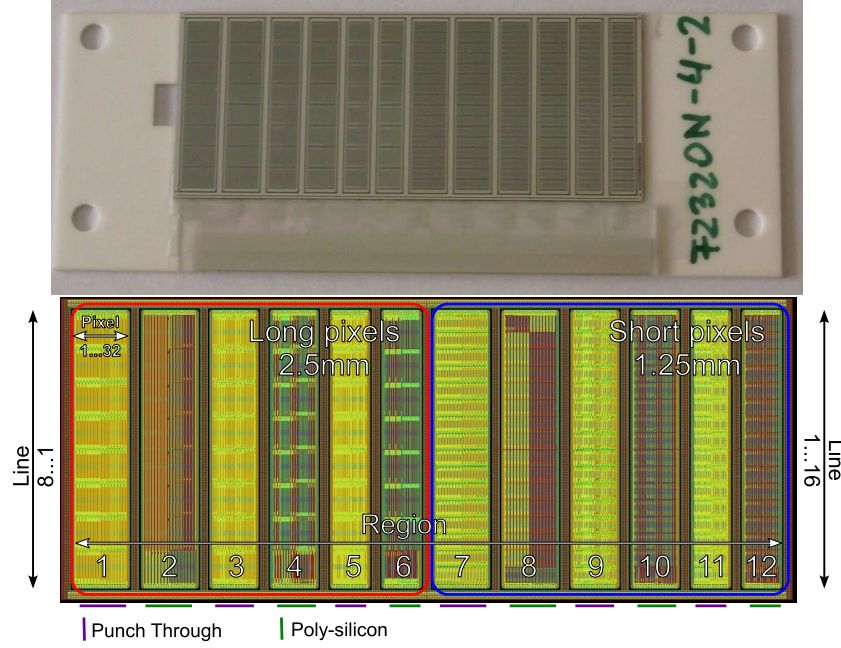 FZ320N-4-2
Pixel
1...32
Long pixels
2.5mm
Short pixels
1.25mm
Line
8...1
Line
1...16
Region
1 2 3 4 5 6 7 8 9 10 11 12
Punch Through
Poly-silicon